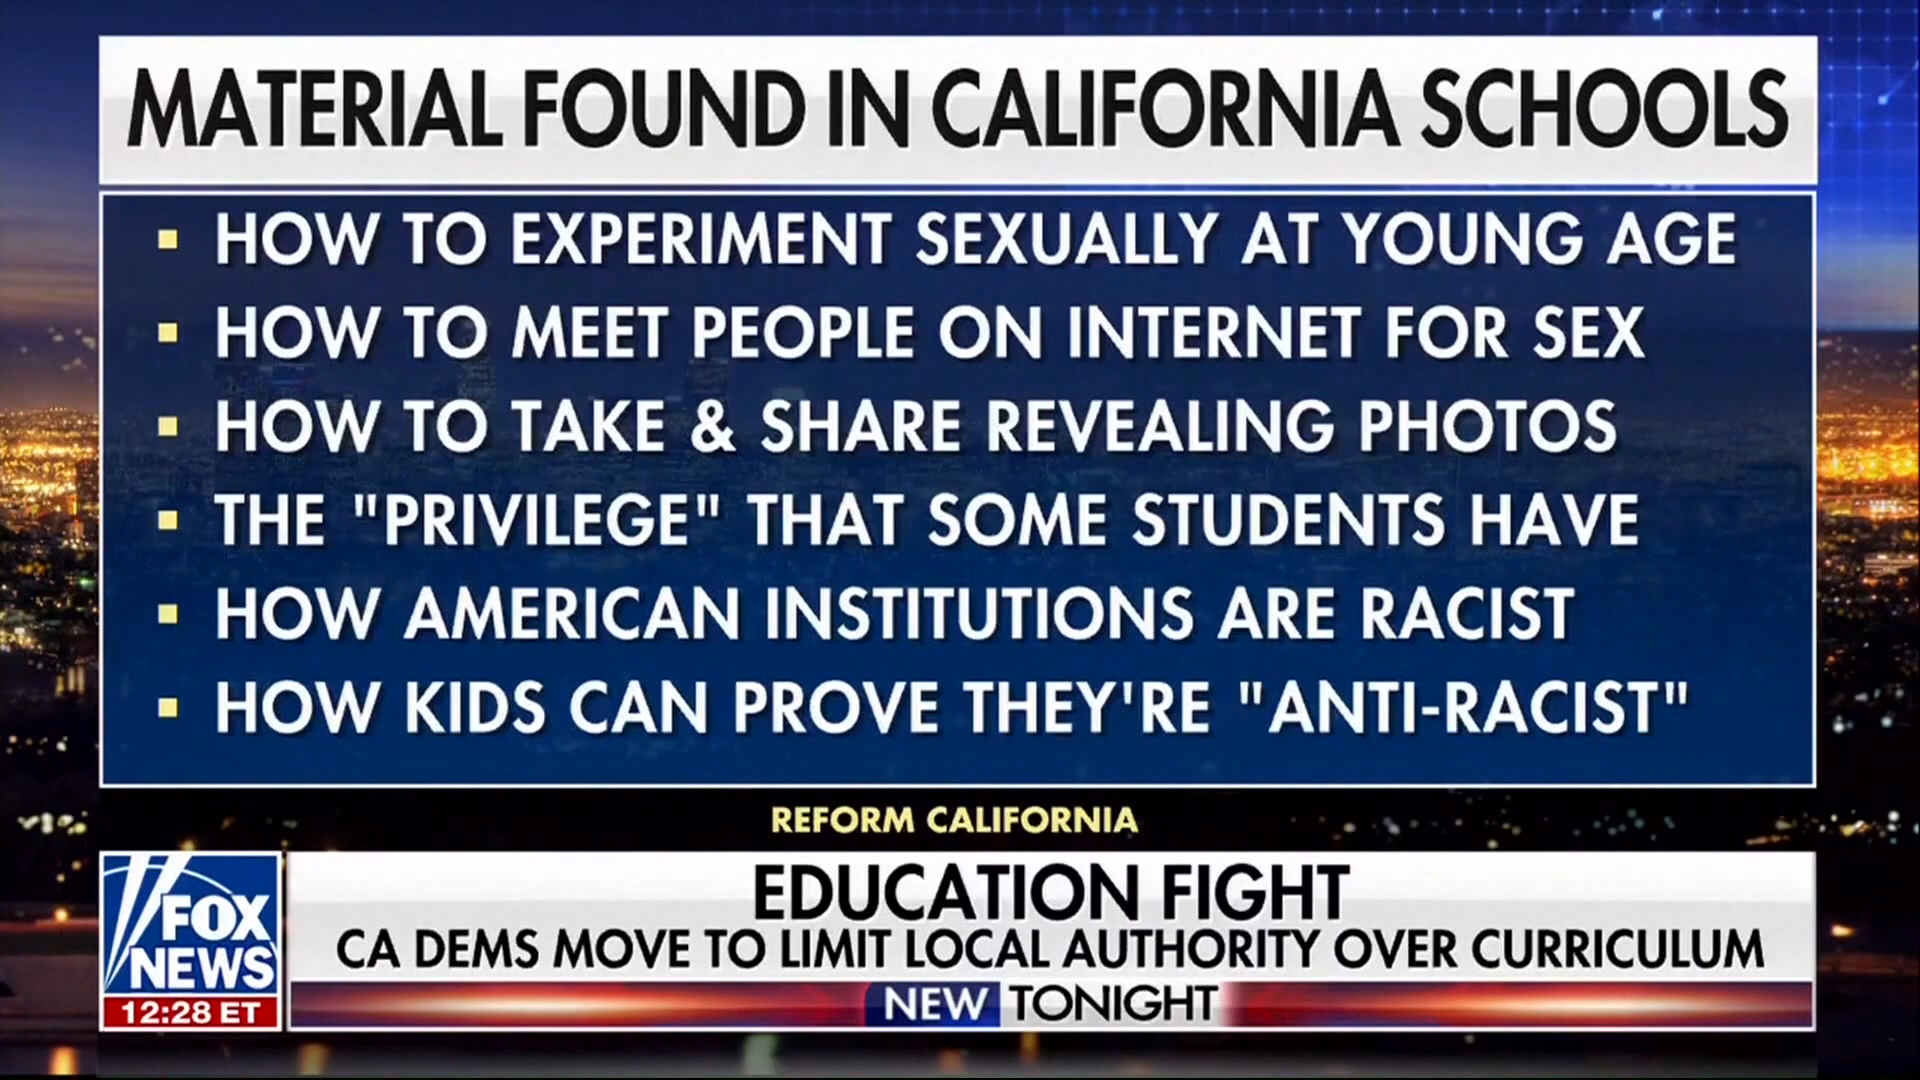 MATERIAL FOUND IN CALIFORNIA SCHOOLS
▪ HOW TO EXPERIMENT SEXUALLY AT YOUNG AGE
▪ HOW TO MEET PEOPLE ON INTERNET FOR SEX
▪ HOW TO TAKE & SHARE REVEALING PHOTOS
▪ THE "PRIVILEGE" THAT SOME STUDENTS HAVE
▪ HOW AMERICAN INSTITUTIONS ARE RACIST
▪ HOW KIDS CAN PROVE THEY'RE "ANTI-RACIST"
REFORM CALIFORNIA
FOX
NEWS
12:28 ET
EDUCATION FIGHT
CA DEMS MOVE TO LIMIT LOCAL AUTHORITY OVER CURRICULUM
NEW TONIGHT